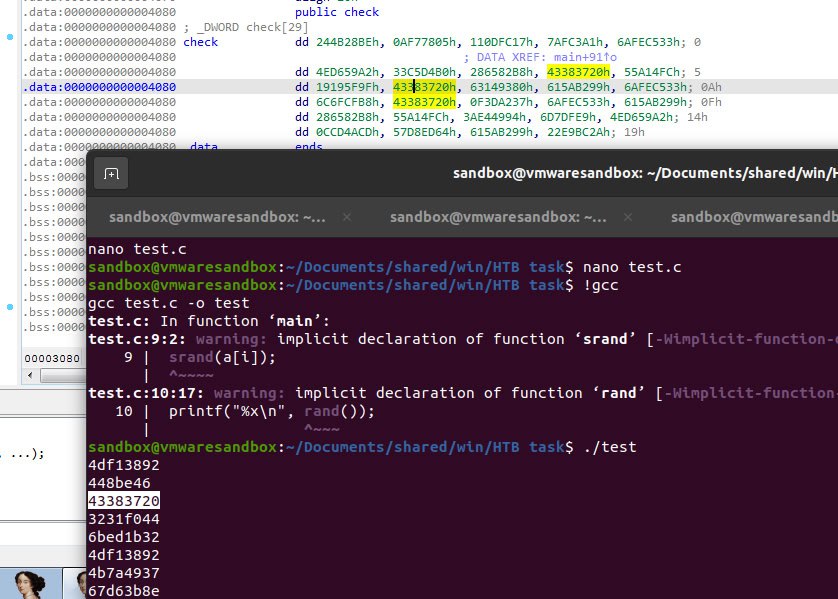 .data:0000000000004080 align 20h
.data:0000000000004080 public check
.data:0000000000004080 ; _DWORD check[29]
.data:0000000000004080 check dd 244B28BEh, 0AF77805h, 110DFC17h, 7AFC3A1h, 6AFEC533h; 0
.data:0000000000004080 ; DATA XREF: main+91↑o
.data:0000000000004080 dd 4ED659A2h, 33C5D4B0h, 286582B8h, 43383720h, 55A14FCh; 5
.data:0000000000004080 dd 19195F9Fh, 43383720h, 63149380h, 615AB299h, 6AFEC533h; 0Ah
.data:0000000000004080 dd 6C6FCFB8h, 43383720h, 0F3DA237h, 6AFEC533h, 615AB299h; 0Fh
.data:0000000000004080 dd 286582B8h, 55A14FCh, 3AE44994h, 6D7DFE9h, 4ED659A2h; 14h
.data:0000000000004080 dd 0CCD4ACDh, 57D8ED64h, 615AB299h, 22E9BC2Ah; 19h
.data:0000000000004080 _data ends
.data:0000
.bss:0000
.bss:0000
.bss:0000
.bss:0000
.bss:0000
.bss:0000
.bss:0000
.bss:0000
.bss:0000
.bss:0000
00003080
...);
sandbox@vmwaresandbox: ~/Documents/shared/win/H
sandbox@vmwaresandbox: ~... × sandbox@vmwaresandbox: ~... × sandbox@vmwaresandb
nano test.c
sandbox@vmwaresandbox:~/Documents/shared/win/HTB task$ nano test.c
sandbox@vmwaresandbox:~/Documents/shared/win/HTB task$ !gcc
gcc test.c -o test
test.c: In function ‘main’:
test.c:9:2: warning: implicit declaration of function ‘srand’ [-Wimplicit-function-
9 | srand(a[i]);
| ^~~~~
test.c:10:17: warning: implicit declaration of function ‘rand’ [-Wimplicit-function-
10 | printf("%x\n", rand());
| ^~~~
sandbox@vmwaresandbox:~/Documents/shared/win/HTB task$ ./test
4df13892
448be46
43383720
3231f044
6bed1b32
4df13892
4b7a4937
67d63b8e